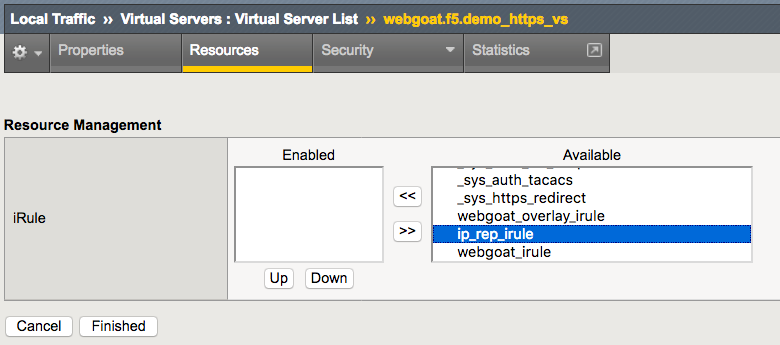 Local Traffic ›› Virtual Servers : Virtual Server List ›› webgoat.f5.demo_https_vs
Properties Resources Security Statistics
Resource Management
Enabled Available
iRule
<<
>>
_sys_auth_tacacs
_sys_https_redirect
webgoat_overlay_irule
ip_rep_irule
webgoat_irule
Up Down
Cancel Finished